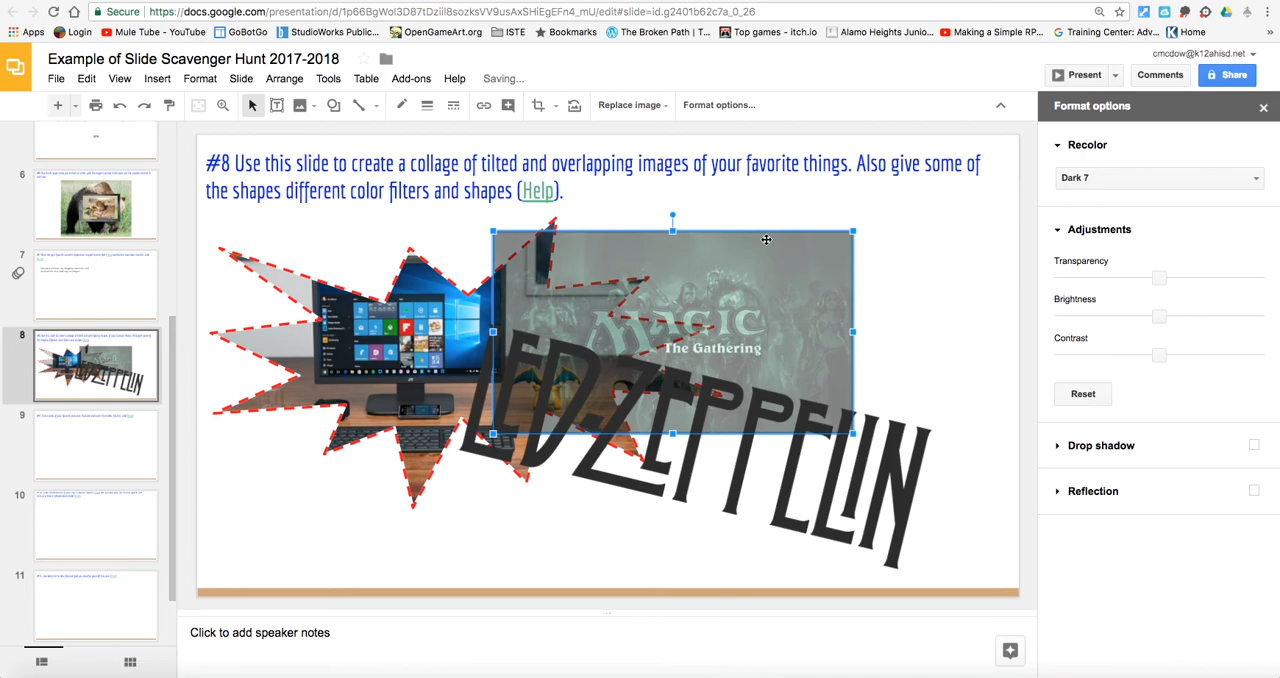 Secure
https://docs.google.com/presentation/d/1p66BgWoI3D87tDziil8sozksVV9usAxSHiEgEFn4_mU/edit#slide=id.g2401b62c7a_0_26
Apps
Login
Mule Tube - YouTube
GoBotGo
StudioWorks Public...
OpenGameArt.org
ISTE
Bookmarks
The Broken Path | T...
Top games - itch.io
Alamo Heights Junio...
Making a Simple RP...
Training Center: Adv...
Home
»
Example of Slide Scavenger Hunt 2017-2018
cmcdow@k12ahisd.net
File Edit View Insert Format Slide Arrange Tools Table Add-ons Help Saving...
Present
Comments
Share
Replace image
Format options...
Format options
6
7
8
9
10
11
#8 Use this slide to create a collage of tilted and overlapping images of your favorite things. Also give some of
the shapes different color filters and shapes (Help).
MAGIC
The Gathering
LED ZEPPELIN
Recolor
Dark 7
Adjustments
Transparency
Brightness
Contrast
Reset
Drop shadow
Reflection
Click to add speaker notes